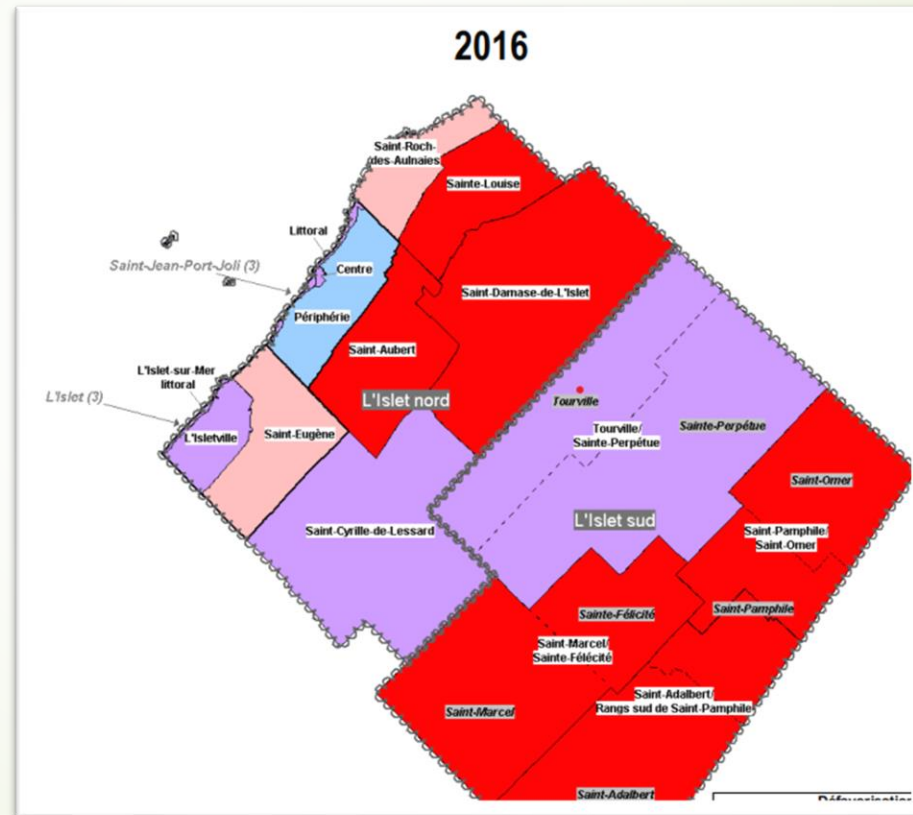 2016
Saint-Roch-
des-Aulnaies
Sainte-Louise
Littoral
Saint-Jean-Port-Joli (3)
Centre
Saint-Damase-de-L'Islet
Périphérie
Saint-Aubert
L'Islet-sur-Mer
littoral
L'Islet (3)
L'Islet nord
Tourville
L'Isletville
Saint-Eugène
Tourville/
Sainte-Perpétue
Sainte-Perpétue
Saint-Omer
L'Islet sud
Saint-Cyrille-de-Lessard
Saint-Pamphile/
Saint-Omer
Sainte-Félicité
Saint-Pamphile
Saint-Marcel/
Sainte-Félécité
Saint-Adalbert/
Rangs sud de Saint-Pamphile
Saint-Marcel
Saint-Adalbert